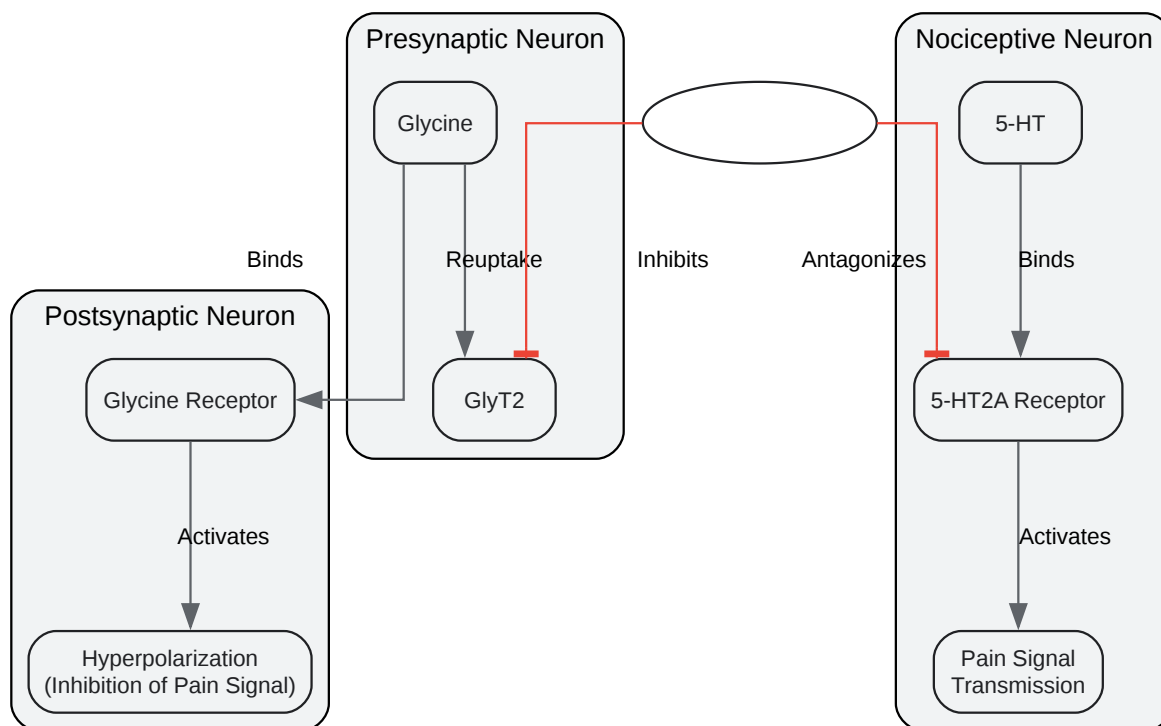 Presynaptic Neuron
Nociceptive Neuron
Glycine
5-HT
Binds
Reuptake
Inhibits
Antagonizes
Binds
Postsynaptic Neuron
Glycine Receptor
GlyT2
5-HT2A Receptor
Activates
Activates
Hyperpolarization
(Inhibition of Pain Signal)
Pain Signal
Transmission